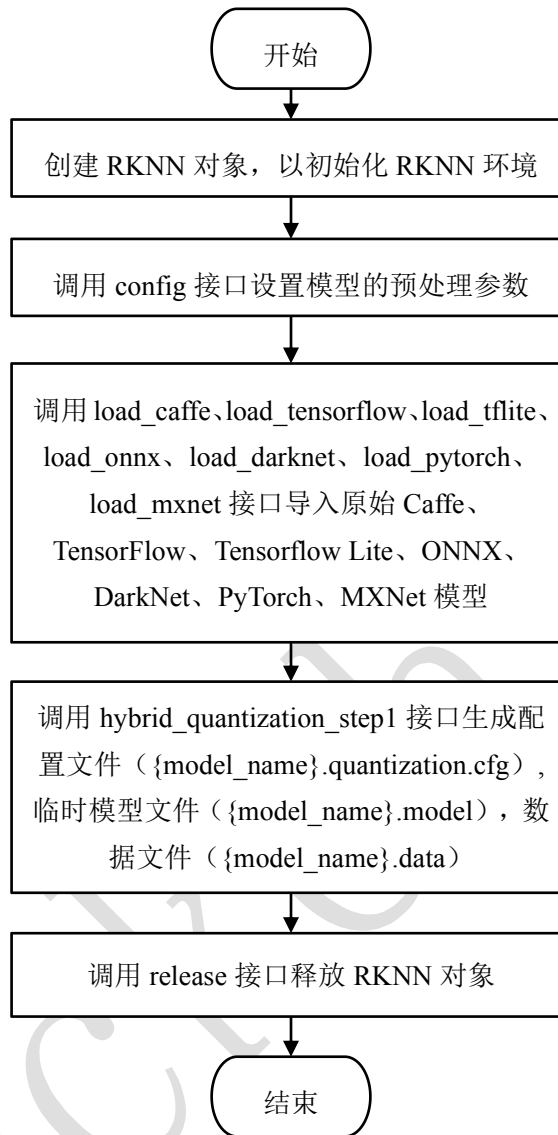 开始
创建 RKNN 对象，以初始化 RKNN 环境
调用 config 接口设置模型的预处理参数
调用 load_caffe、load_tensorflow、load_tflite、
load_onnx、load_darknet、load_pytorch、
load_mxnet 接口导入原始 Caffe、
TensorFlow、Tensorflow Lite、ONNX、
DarkNet、PyTorch、MXNet 模型
调用 hybrid_quantization_step1 接口生成配
置文件（{model_name}.quantization.cfg）,
临时模型文件（{model_name}.model），数
据文件（{model_name}.data）
调用 release 接口释放 RKNN 对象
结束